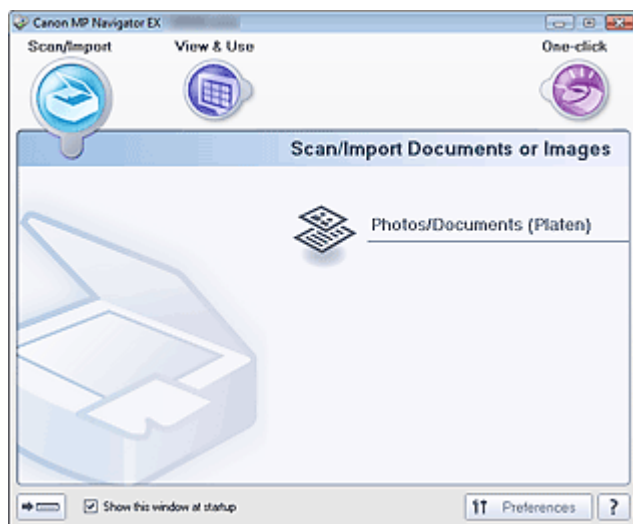 Canon MP Navigator EX
Scan/Import View & Use One-click
Scan/Import Documents or Images
Photos/Documents (Platen)
Show this window at startup
Preferences ?